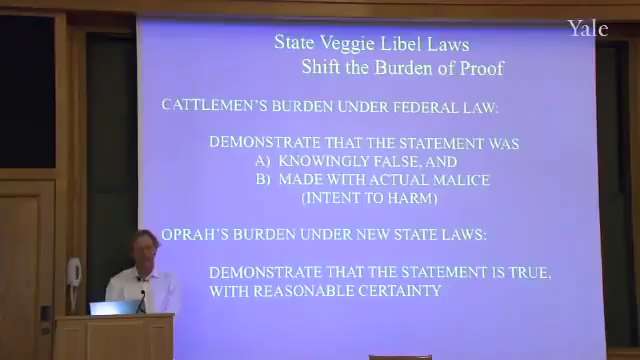 Yale
State Veggie Libel Laws
Shift the Burden of Proof
CATTLEMEN'S BURDEN UNDER FEDERAL LAW:
DEMONSTRATE THAT THE STATEMENT WAS
A) KNOWINGLY FALSE, AND
B) MADE WITH ACTUAL MALICE
(INTENT TO HARM)
OPRAH'S BURDEN UNDER NEW STATE LAWS:
DEMONSTRATE THAT THE STATEMENT IS TRUE,
WITH REASONABLE CERTAINTY